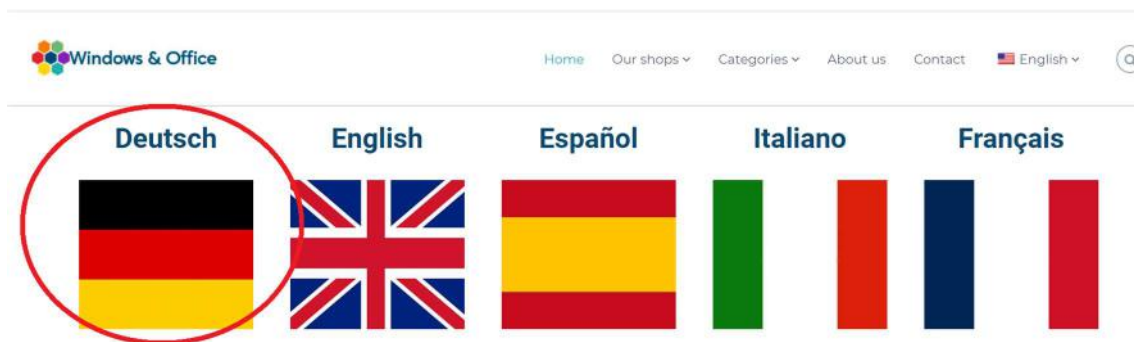 Windows & Office
Home Our shops Categories About us Contact English
Deutsch English Español Italiano Français